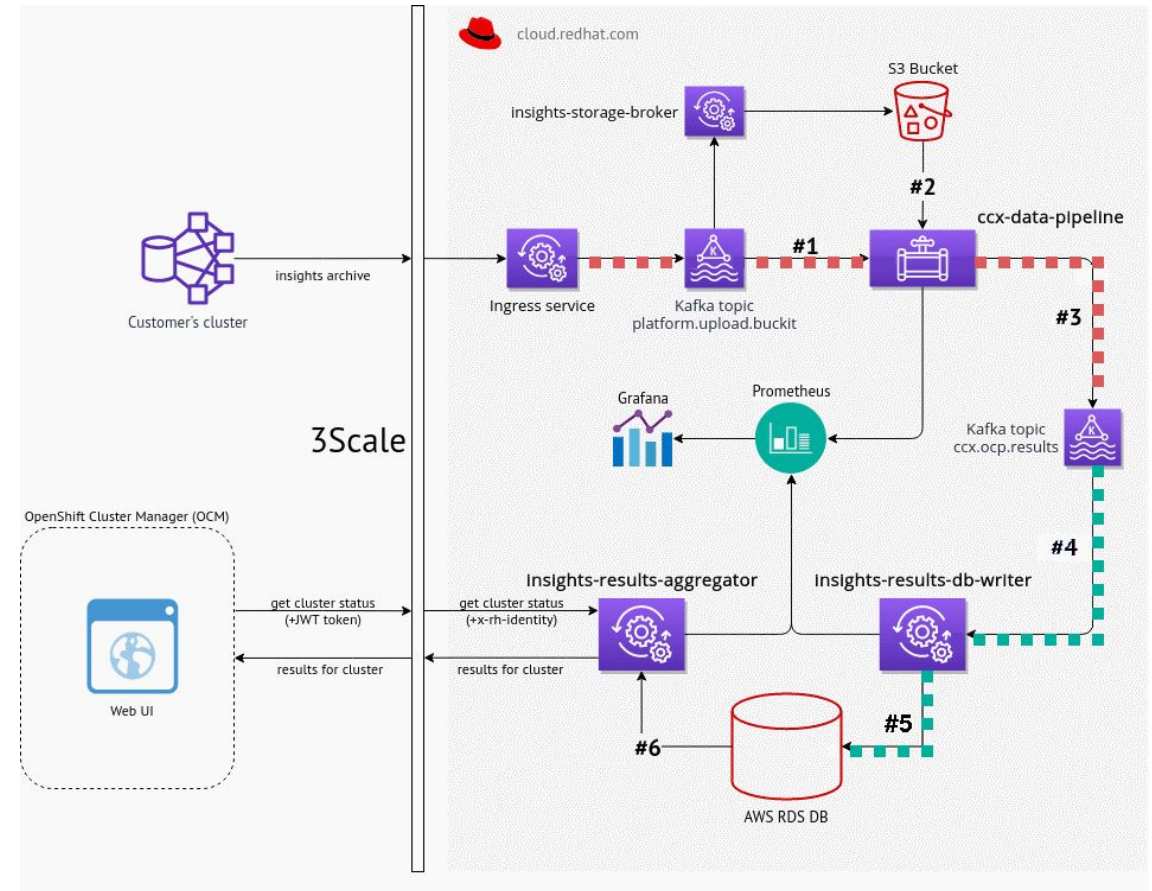 cloud.redhat.com
S3 Bucket
insights-storage-broker
#2
ccx-data-pipeline
#1
insights archive
Ingress service
Kafka topic
platform.upload.buckit
Customer's cluster
#3
Prometheus
Grafana
Kafka topic
ccx.ocp.results
3Scale
OpenShift Cluster Manager (OCM)
#4
insights-results-aggregator
insights-results-db-writer
get cluster status
(+JWT token)
get cluster status
(+x-rh-identity)
results for cluster
results for cluster
Web UI
#5
#6
AWS RDS DB
K
K